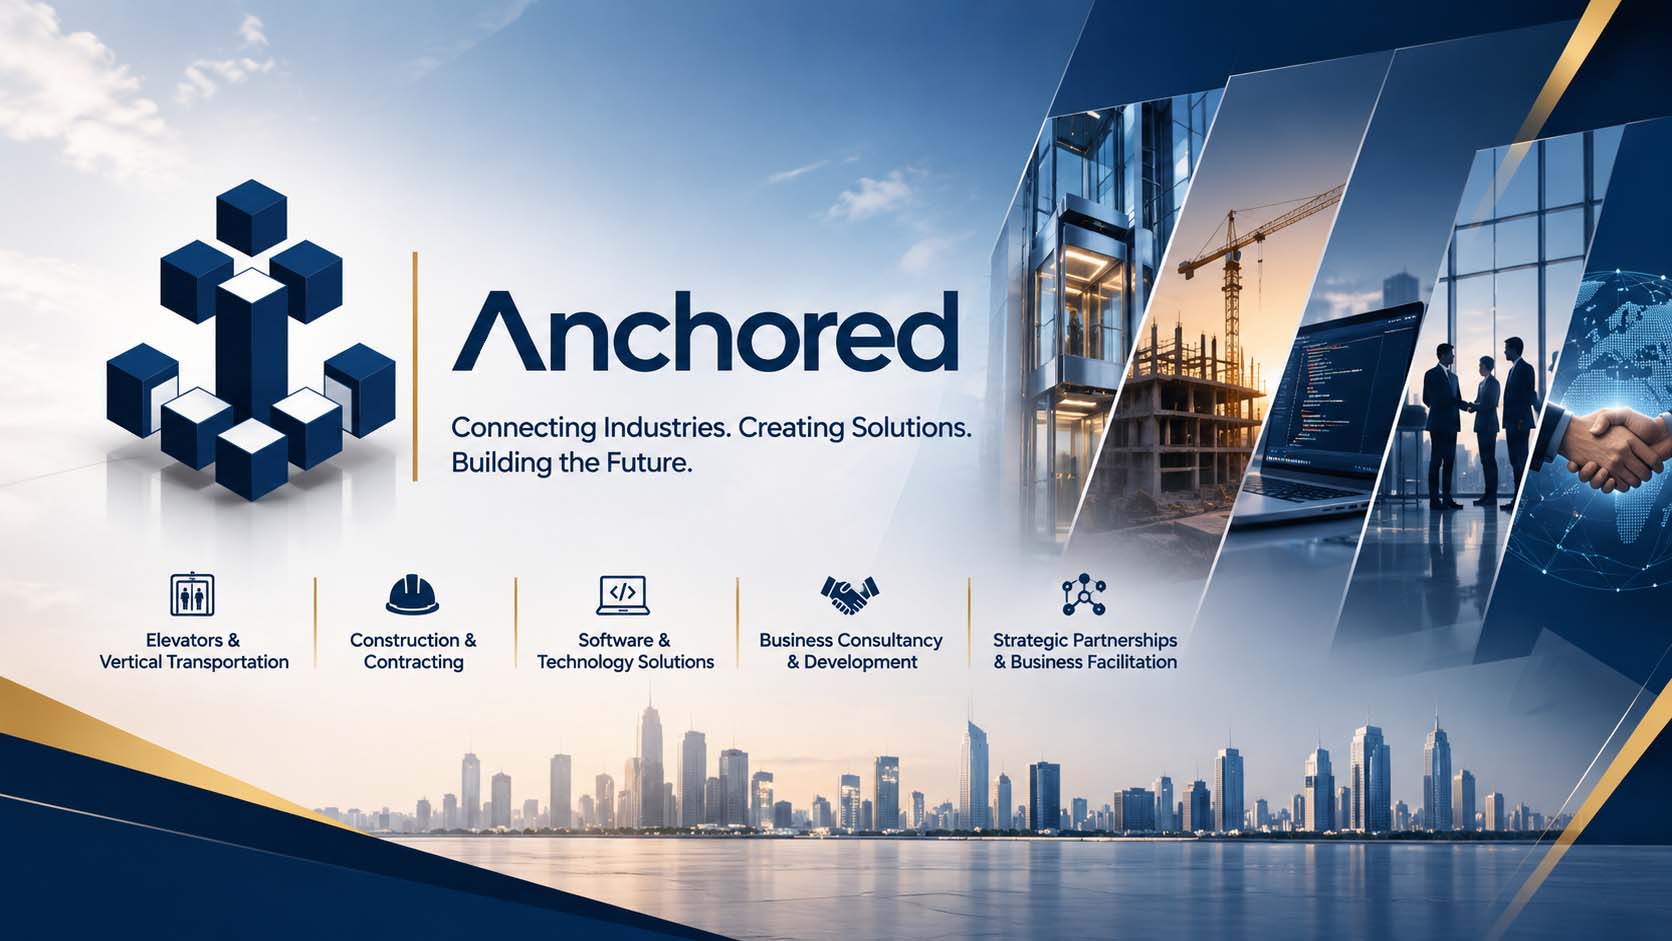 Anchored
Connecting Industries. Creating Solutions.
Building the Future.
Elevators &
Vertical Transportation
Construction &
Contracting
</>
Software &
Technology Solutions
Business Consultancy
& Development
Strategic Partnerships
& Business Facilitation